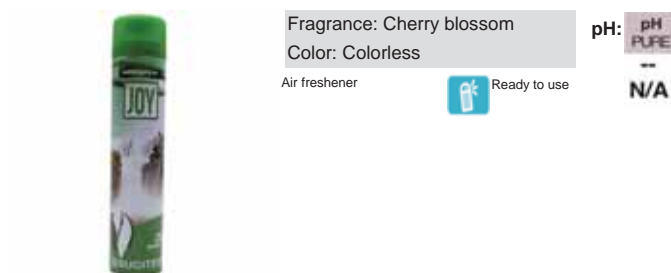 Fragrance: Cherry blossom
Color: Colorless
Air freshener
Ready to use
pH:
pH
PURE
--
N/A
JOY